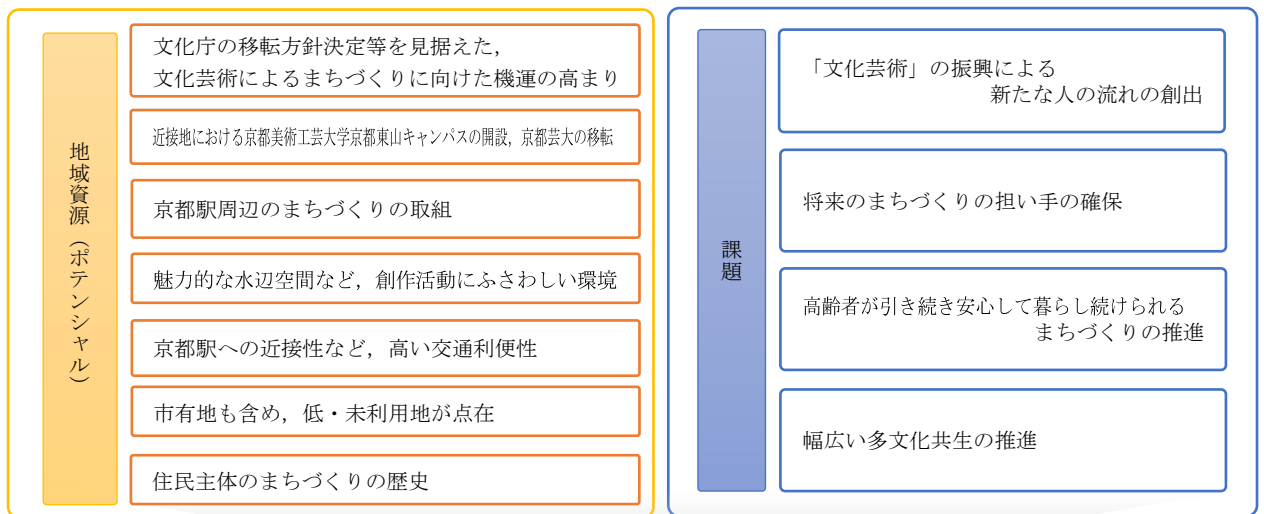 地域資源（ポテンシャル）
文化庁の移転方針決定等を見据えた，
文化芸術によるまちづくりに向けた機運の高まり
近接地における京都美術工芸大学京都東山キャンパスの開設，京都芸大の移転
京都駅周辺のまちづくりの取組
魅力的な水辺空間など，創作活動にふさわしい環境
京都駅への近接性など，高い交通利便性
市有地も含め，低・未利用地が点在
住民主体のまちづくりの歴史
課題
「文化芸術」の振興による
新たな人の流れの創出
将来のまちづくりの担い手の確保
高齢者が引き続き安心して暮らし続けられる
まちづくりの推進
幅広い多文化共生の推進